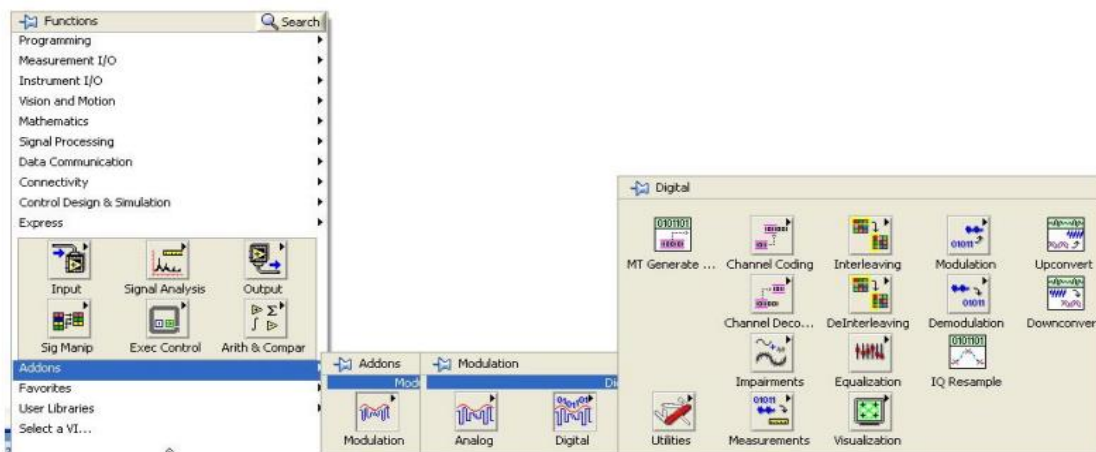 Functions
Search
Programming
Measurement I/O
Instrument I/O
Vision and Motion
Mathematics
Signal Processing
Data Communication
Connectivity
Control Design & Simulation
Express
Input Signal Analysis Output
Sig Manip Exec Control Arith & Compar
Addons
Favorites
User Libraries
Select a VI...
Addons
Mod
Modulation
Modulation
Di
Analog Digital
Digital
MT Generate ... Channel Coding Interleaving Modulation Upconvert
Channel Deco... DeInterleaving Demodulation Downconver
Impairments Equalization IQ Resample
Utilities Measurements Visualization